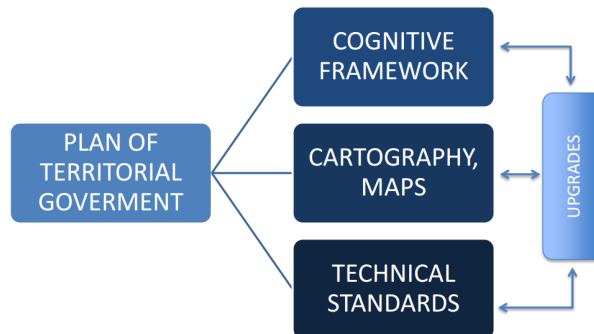 COGNITIVE
FRAMEWORK
PLAN OF
TERRITORIAL
GOVERMENT
CARTOGRAPHY,
MAPS
UPGRADES
TECHNICAL
STANDARDS